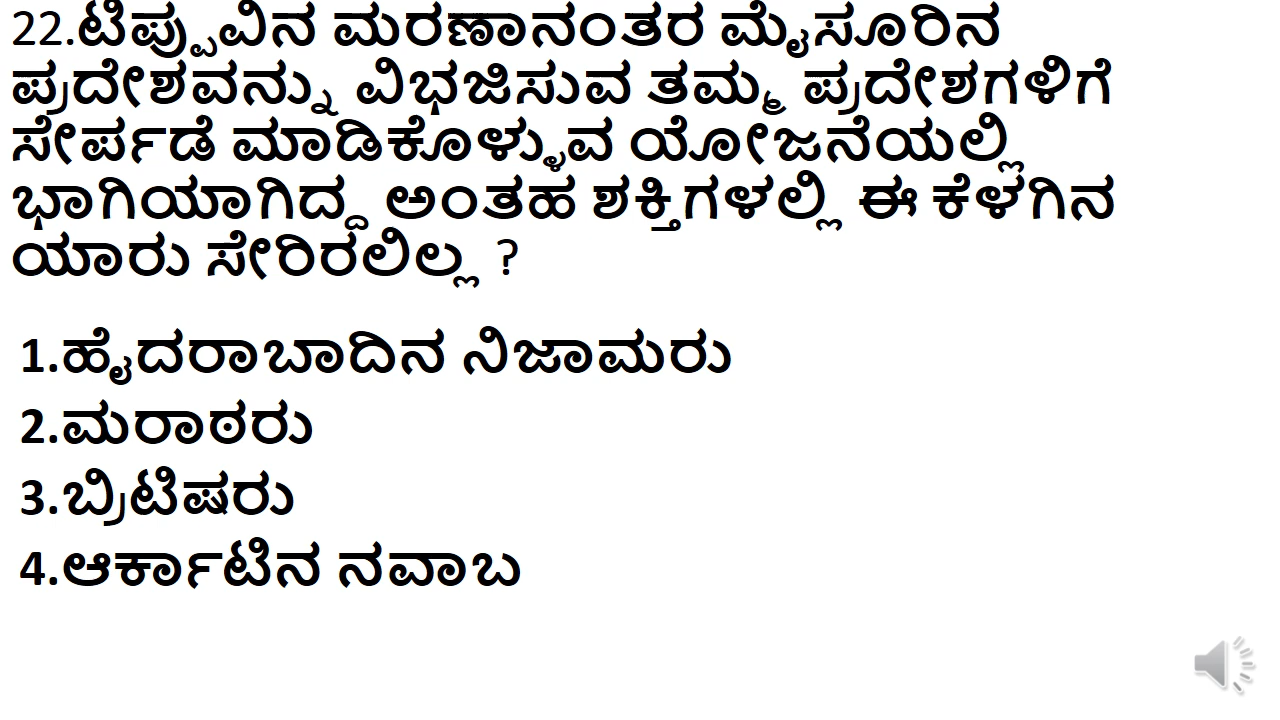 22.ಟಿಪ್ಪುವಿನ ಮರಣಾನಂತರ ಮೈಸೂರಿನ
ಪ್ರದೇಶವನ್ನು ವಿಭಜಿಸುವ ತಮ್ಮ ಪ್ರದೇಶಗಳಿಗೆ
ಸೇರ್ಪಡೆ ಮಾಡಿಕೊಳ್ಳುವ ಯೋಜನೆಯಲ್ಲಿ
ಭಾಗಿಯಾಗಿದ್ದ ಅಂತಹ ಶಕ್ತಿಗಳಲ್ಲಿ ಈ ಕೆಳಗಿನ
ಯಾರು ಸೇರಿರಲಿಲ್ಲ ?
1.ಹೈದರಾಬಾದಿನ ನಿಜಾಮರು
2.ಮರಾಠರು
3.ಬ್ರಿಟಿಷರು
4.ಆರ್ಕಾಟಿನ ನವಾಬ